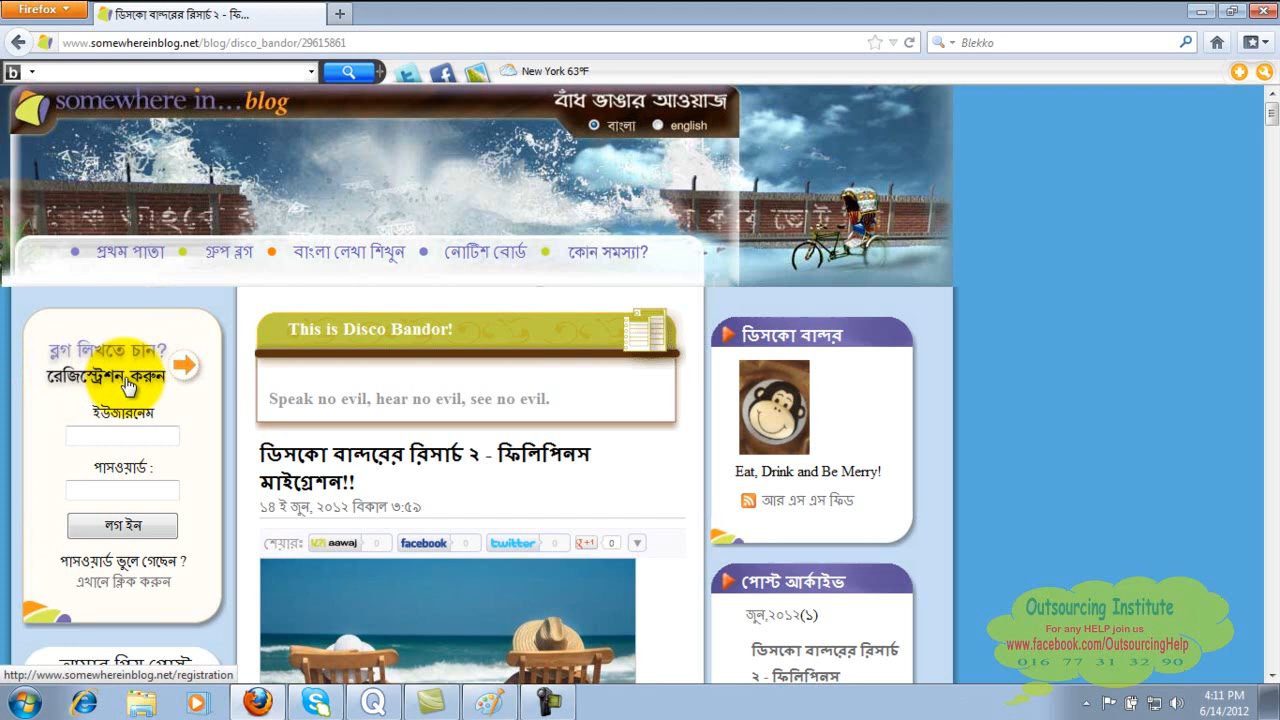 Firefox
ডিসকো বান্দরের রিসার্চ ২ - ফি...
www.somewhereinblog.net/blog/disco_bandor/29615861
Blekko
b
New York 63°F
somewhere in...blog
বাঁধ ভাঙার আওয়াজ
বাংলা english
প্রথম পাতা গ্রুপ ব্লগ বাংলা লেখা শিখুন নোটিশ বোর্ড কোন সমস্যা?
ব্লগ লিখতে চান?
রেজিস্ট্রেশন করুন
ইউজারনেম
পাসওয়ার্ড :
লগ ইন
পাসওয়ার্ড ভুলে গেছেন ?
এখানে ক্লিক করুন
আমার প্রিয় পোস্ট
This is Disco Bandor!
Speak no evil, hear no evil, see no evil.
ডিসকো বান্দরের রিসার্চ ২ - ফিলিপিনস
মাইগ্রেশন!!
১৪ ই জুন, ২০১২ বিকাল ৩:৫৯
শেয়ারঃ aawaj 0 facebook 0 twitter 0 +1 0
ডিসকো বান্দর
Eat, Drink and Be Merry!
আর এস এস ফিড
পোস্ট আর্কাইভ
জুন,২০১২(১)
ডিসকো বান্দরের রিসার্চ
২ - ফিলিপিনস
Outsourcing Institute
For any HELP join us
www.facebook.com/OutsourcingHelp
016 77 31 32 90
http://www.somewhereinblog.net/registration
4:11 PM
6/14/2012